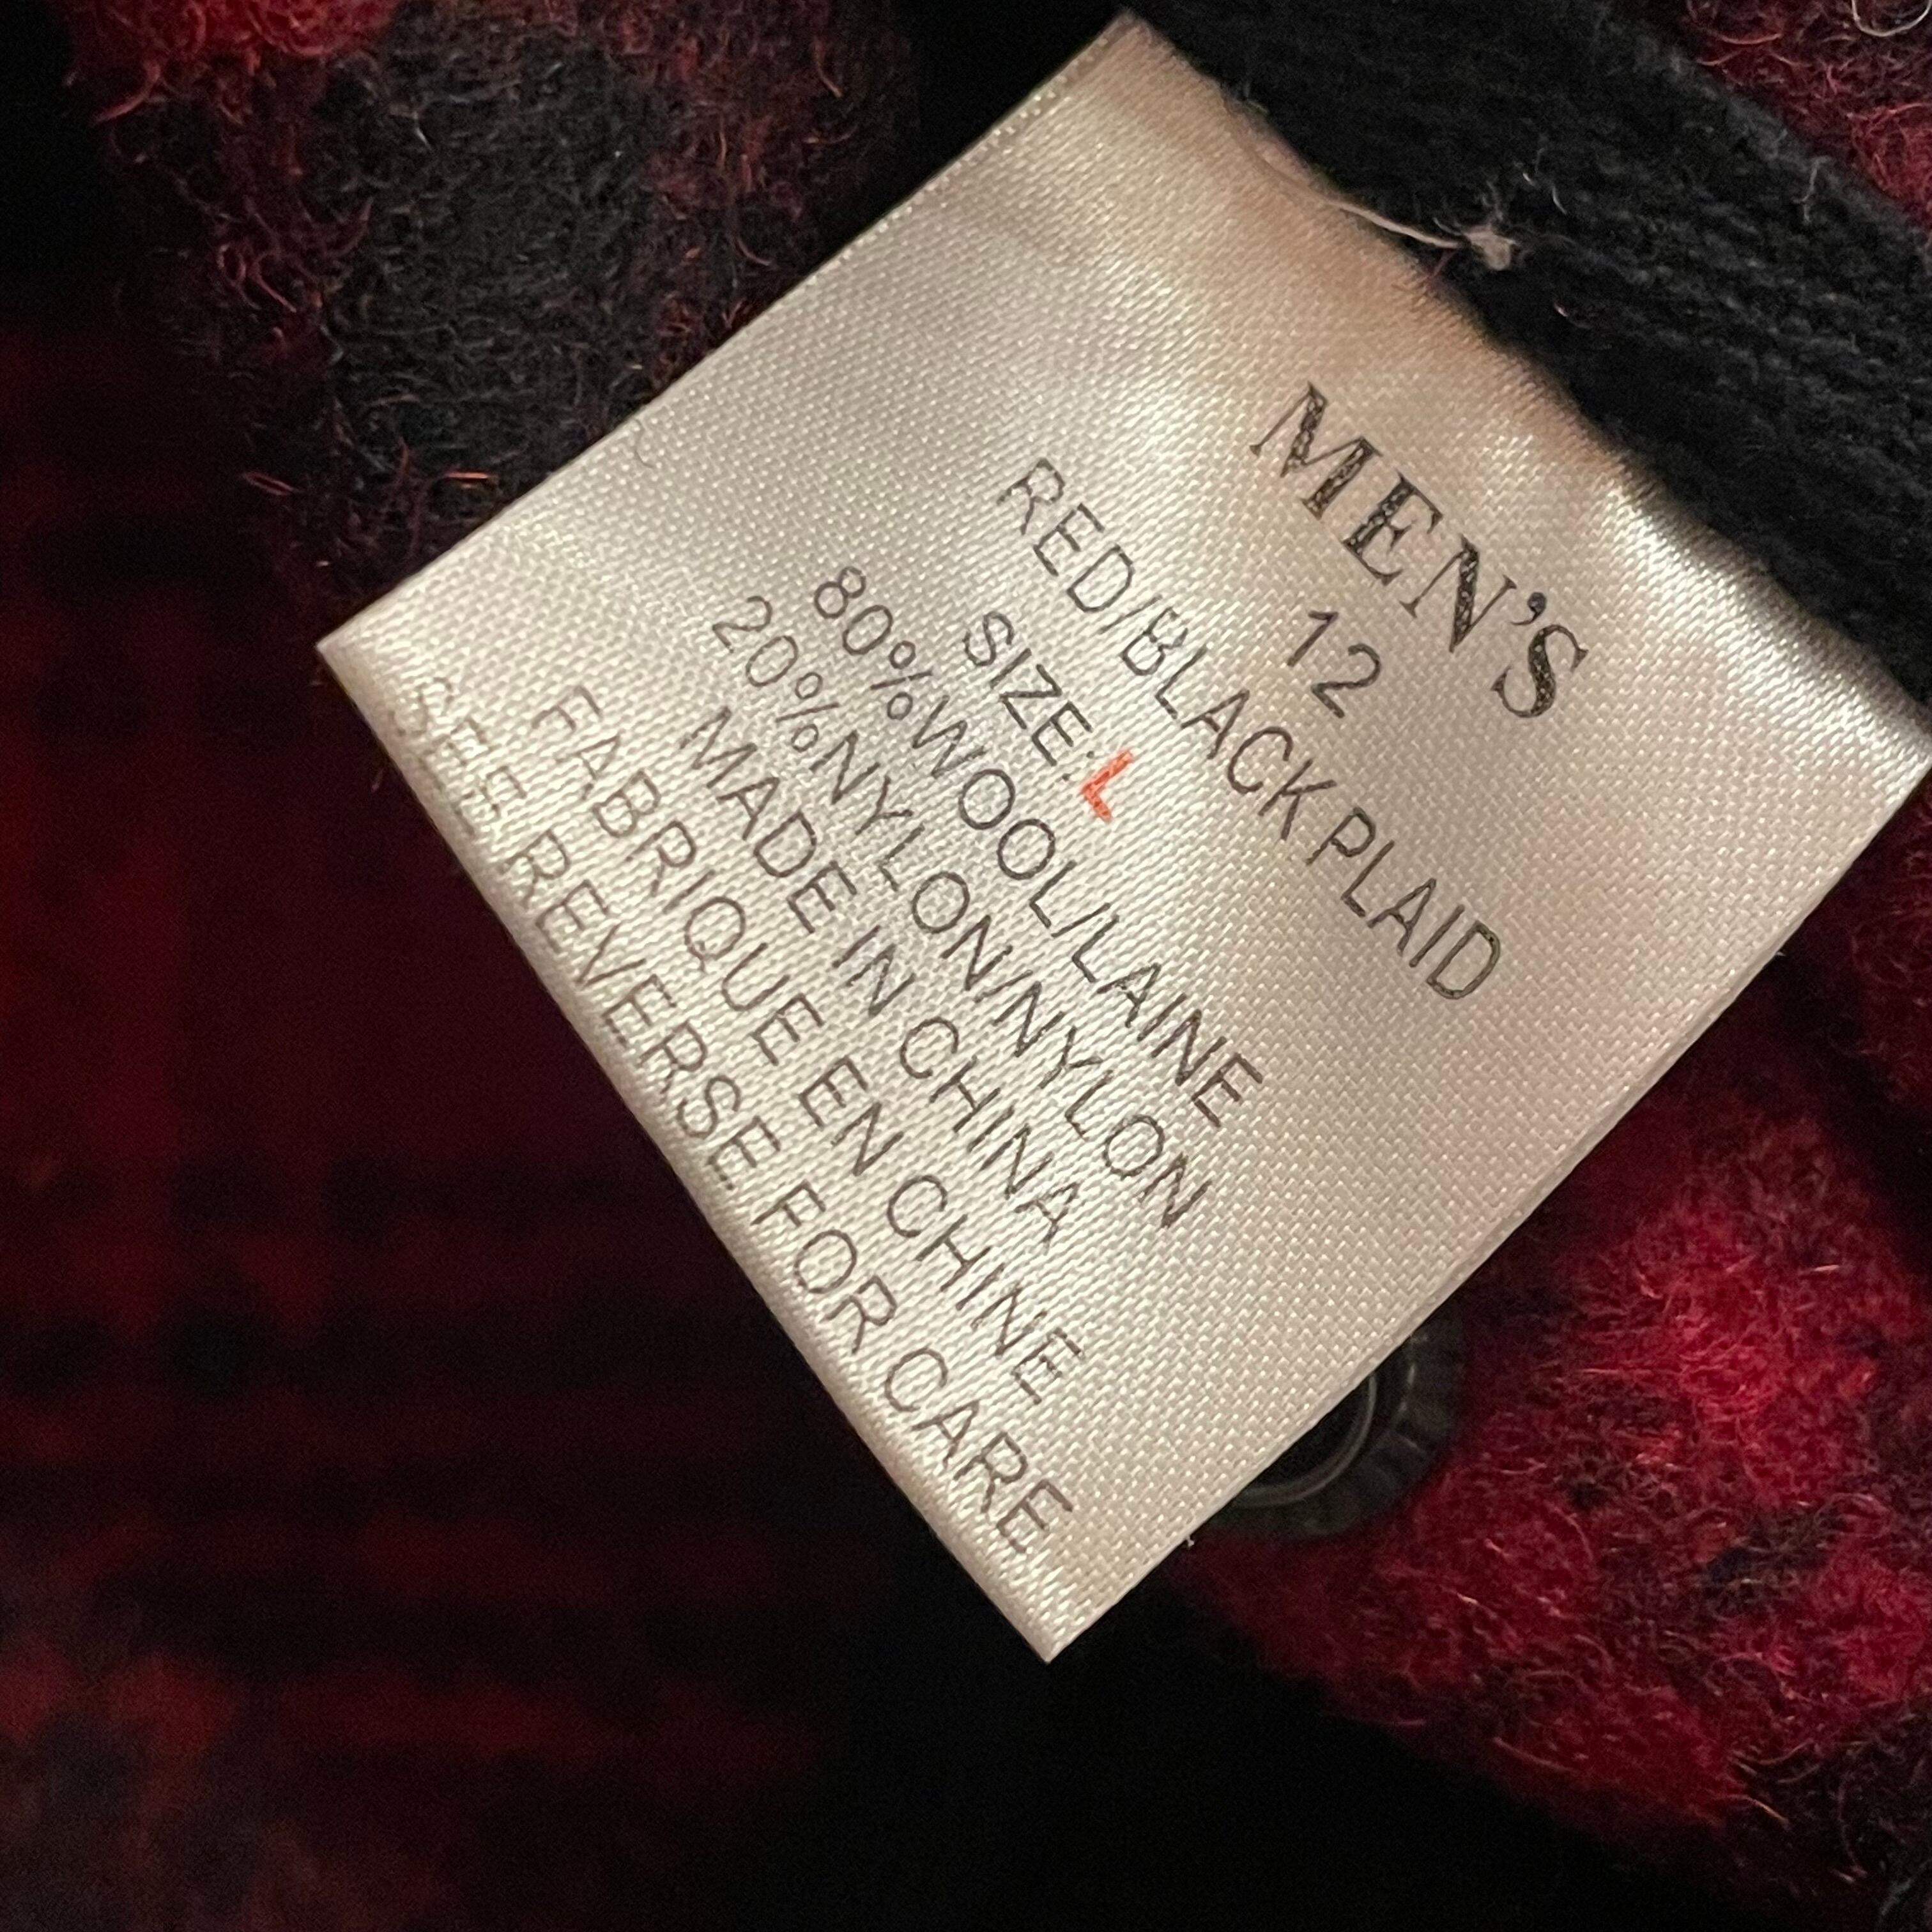 MEN'S
12
RED/BLACK PLAID
SIZE:L
80%WOOL/LAINE
20%NYLON/NYLON
MADE IN CHINA
FABRIQUE EN CHINE
SEE REVERSE FOR CARE